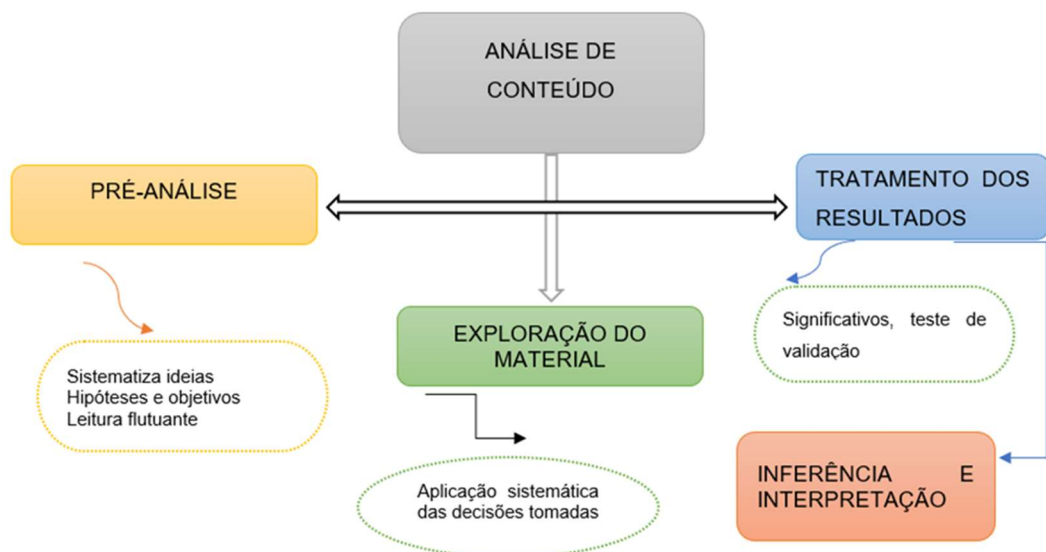 ANÁLISE DE
CONTEÚDO
PRÉ-ANÁLISE
TRATAMENTO DOS
RESULTADOS
Sistematiza ideias
Hipóteses e objetivos
Leitura flutuante
EXPLORAÇÃO DO
MATERIAL
Significativos, teste de
validação
Aplicação sistemática
das decisões tomadas
INFERÊNCIA E
INTERPRETAÇÃO